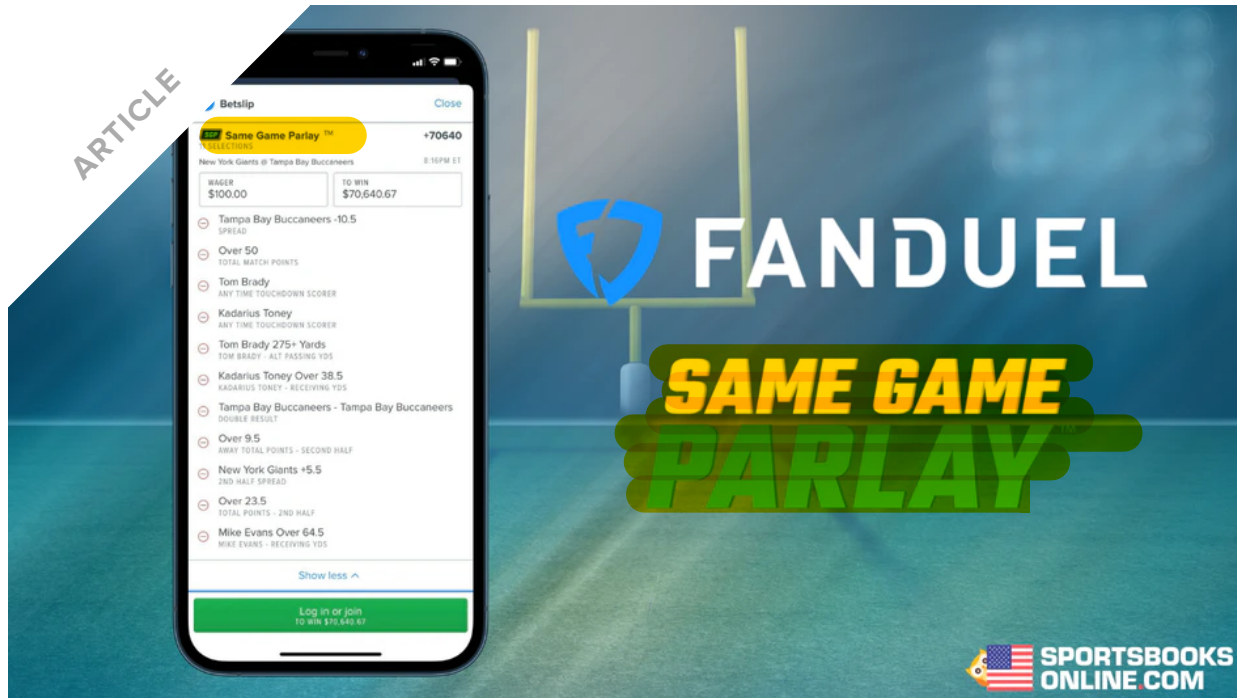 ARTICLE
Betslip Close
SGP Same Game Parlay ™ +70640
11 SELECTIONS
New York Giants @ Tampa Bay Buccaneers 8:16PM ET
WAGER TO WIN
$100.00 $70,640.67
Tampa Bay Buccaneers -10.5
SPREAD
Over 50
TOTAL MATCH POINTS
Tom Brady
ANY TIME TOUCHDOWN SCORER
Kadarius Toney
ANY TIME TOUCHDOWN SCORER
Tom Brady 275+ Yards
TOM BRADY - ALT PASSING YDS
Kadarius Toney Over 38.5
KADARIUS TONEY - RECEIVING YDS
Tampa Bay Buccaneers - Tampa Bay Buccaneers
DOUBLE RESULT
Over 9.5
AWAY TOTAL POINTS - SECOND HALF
New York Giants +5.5
2ND HALF SPREAD
Over 23.5
TOTAL POINTS - 2ND HALF
Mike Evans Over 64.5
MIKE EVANS - RECEIVING YDS
Show less
Log in or join
TO WIN $70,640.67
FANDUEL
SAME GAME
PARLAY™
SPORTSBOOKS
ONLINE.COM